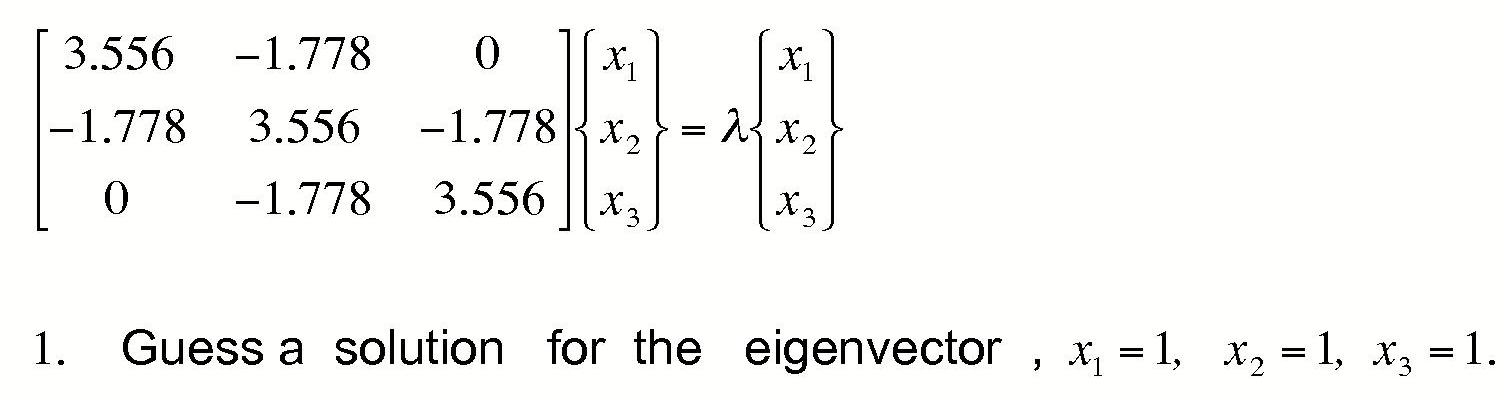 3.556 −1.778 0 x₁ x₁
−1.778 3.556 −1.778 x₂ = λ x₂
0 −1.778 3.556 x₃ x₃
1. Guess a solution for the eigenvector , x₁ = 1, x₂ = 1, x₃ = 1.